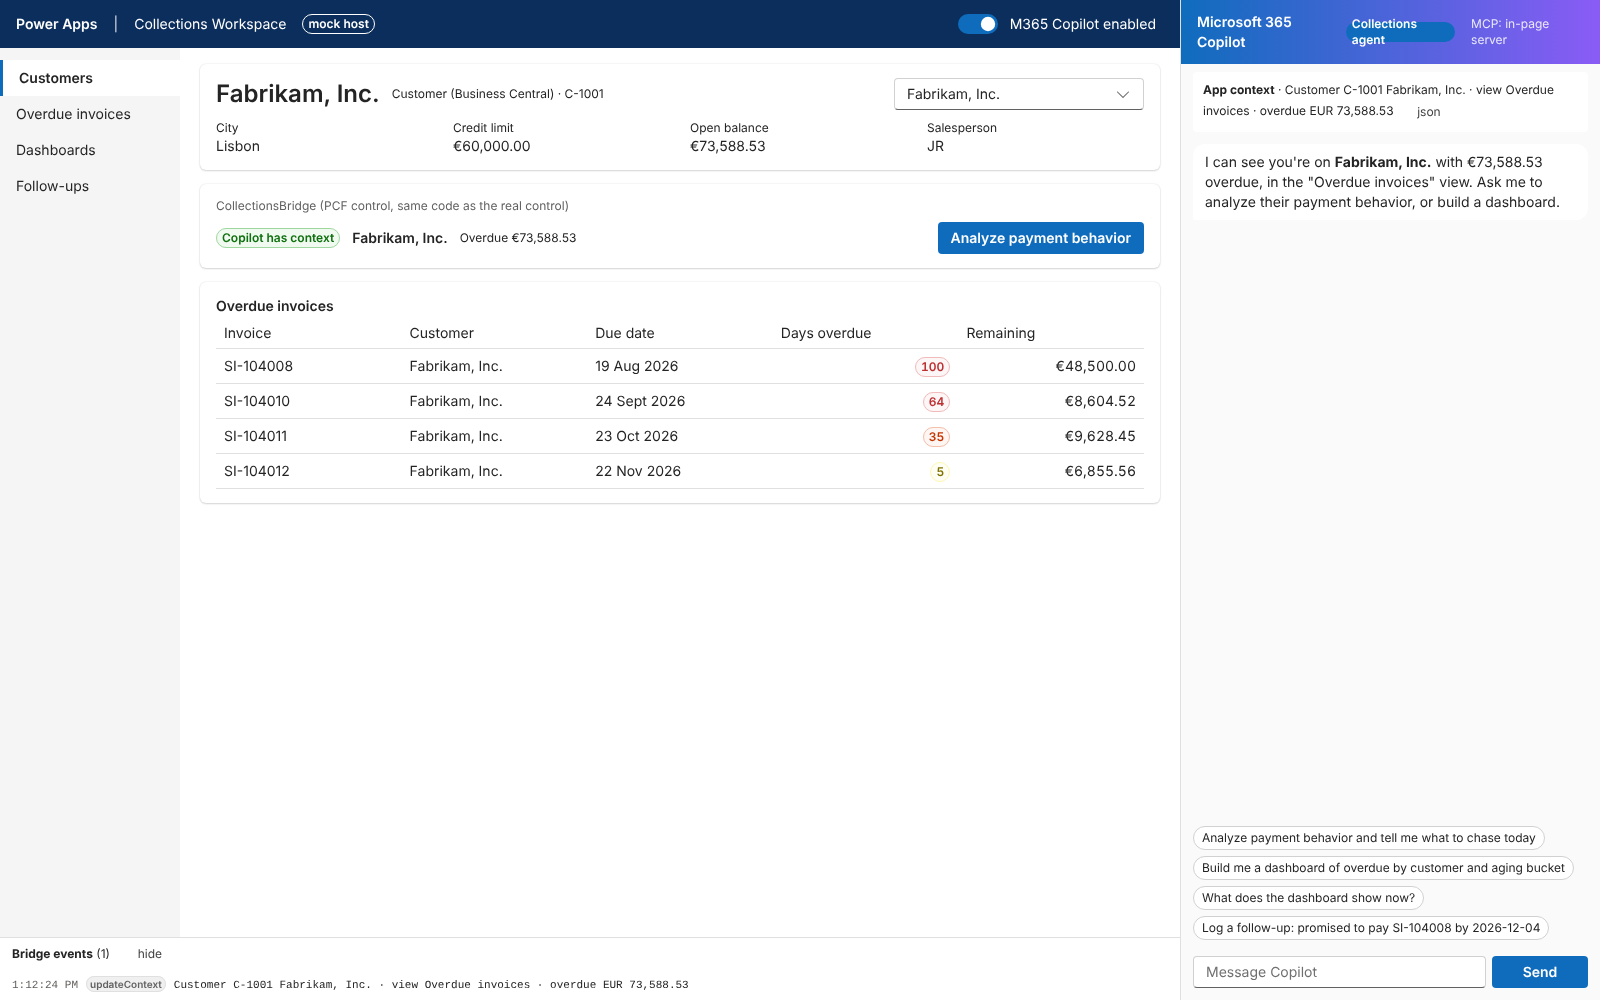 Power Apps | Collections Workspace mock host
M365 Copilot enabled
Customers
Overdue invoices
Dashboards
Follow-ups
Fabrikam, Inc. Customer (Business Central) · C-1001
Fabrikam, Inc.
City Credit limit Open balance Salesperson
Lisbon €60,000.00 €73,588.53 JR
CollectionsBridge (PCF control, same code as the real control)
Copilot has context Fabrikam, Inc. Overdue €73,588.53
Analyze payment behavior
Overdue invoices
Invoice Customer Due date Days overdue Remaining
SI-104008 Fabrikam, Inc. 19 Aug 2026 100 €48,500.00
SI-104010 Fabrikam, Inc. 24 Sept 2026 64 €8,604.52
SI-104011 Fabrikam, Inc. 23 Oct 2026 35 €9,628.45
SI-104012 Fabrikam, Inc. 22 Nov 2026 5 €6,855.56
Bridge events (1) hide
1:12:24 PM updateContext Customer C-1001 Fabrikam, Inc. · view Overdue invoices · overdue EUR 73,588.53
Microsoft 365
Copilot
Collections
agent
MCP: in-page
server
App context · Customer C-1001 Fabrikam, Inc. · view Overdue
invoices · overdue EUR 73,588.53 json
I can see you're on Fabrikam, Inc. with €73,588.53
overdue, in the "Overdue invoices" view. Ask me to
analyze their payment behavior, or build a dashboard.
Analyze payment behavior and tell me what to chase today
Build me a dashboard of overdue by customer and aging bucket
What does the dashboard show now?
Log a follow-up: promised to pay SI-104008 by 2026-12-04
Message Copilot
Send